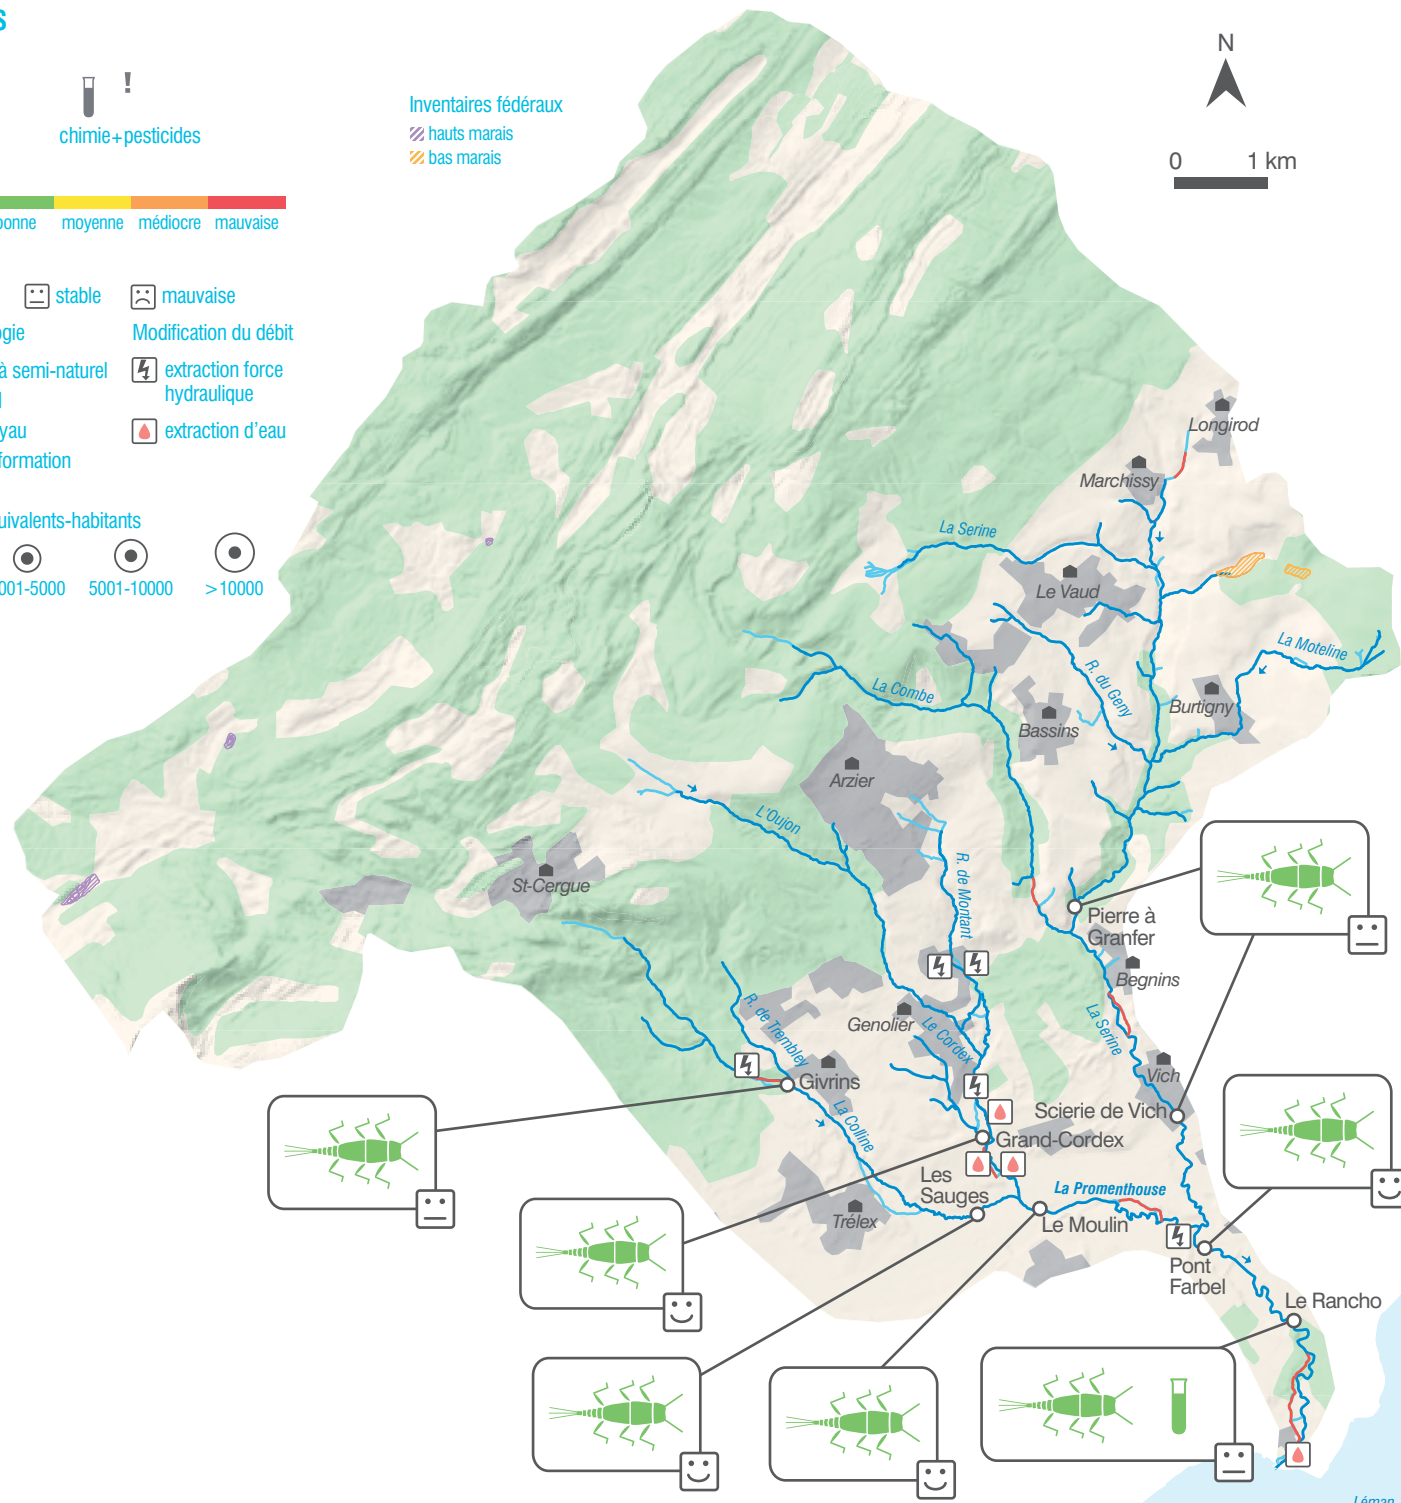 S
!
chimie+pesticides
Inventaires fédéraux
hauts marais
bas marais
N
0 1 km
bonne moyenne médiocre mauvaise
stable mauvaise
ogie Modification du débit
à semi-naturel extraction force
hydraulique
yau extraction d'eau
formation
uivalents-habitants
001-5000 5001-10000 >10000
Longirod
Marchissy
La Serine
Le Vaud
La Moteline
R. du Geny
La Combe
Burtigny
Bassins
Arzier
L'Oujon
R. de Montant
St-Cergue
Pierre à
Granfer
Begnins
La Serine
R. de Trembley
Genolier
Le Cordex
Vich
Givrins
La Colline
Scierie de Vich
Grand-Cordex
Les
Sauges
La Promenthouse
Trélex
Le Moulin
Pont
Farbel
Le Rancho
Léman